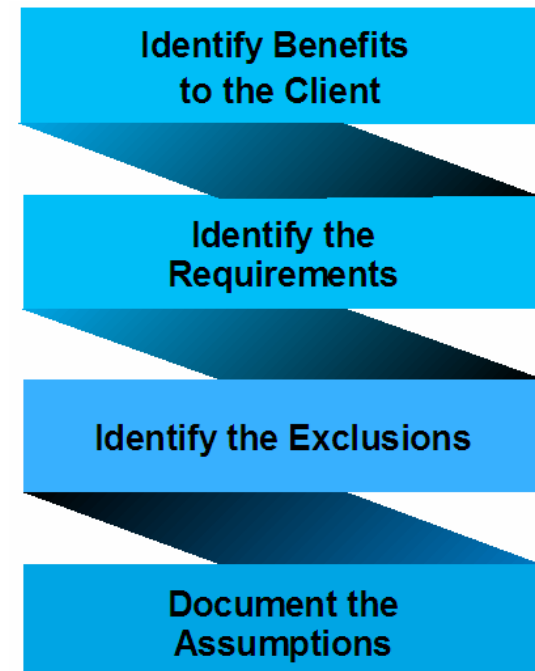 Identify Benefits
to the Client
Identify the
Requirements
Identify the Exclusions
Document the
Assumptions